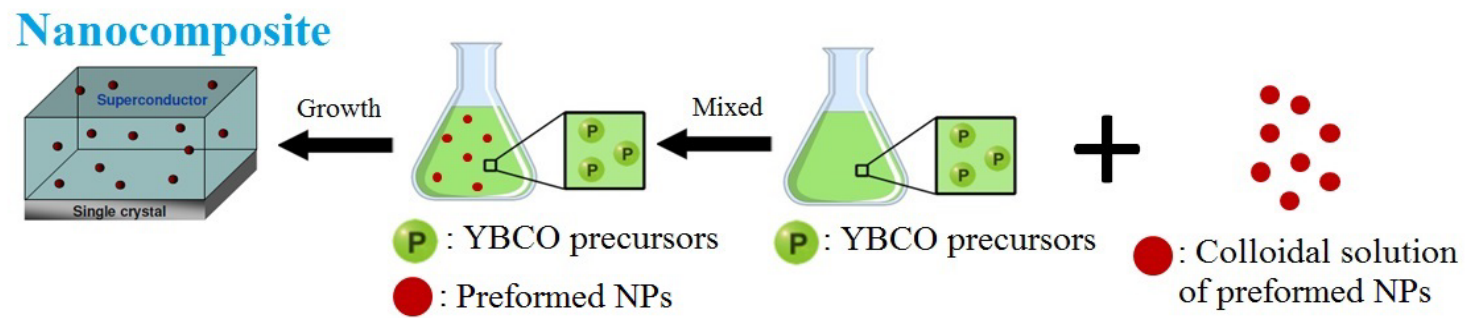 Nanocomposite
Superconductor
Single crystal
Growth
P
P
P
P : YBCO precursors
: Preformed NPs
Mixed
P
P
P
P : YBCO precursors
: Colloidal solution
of preformed NPs